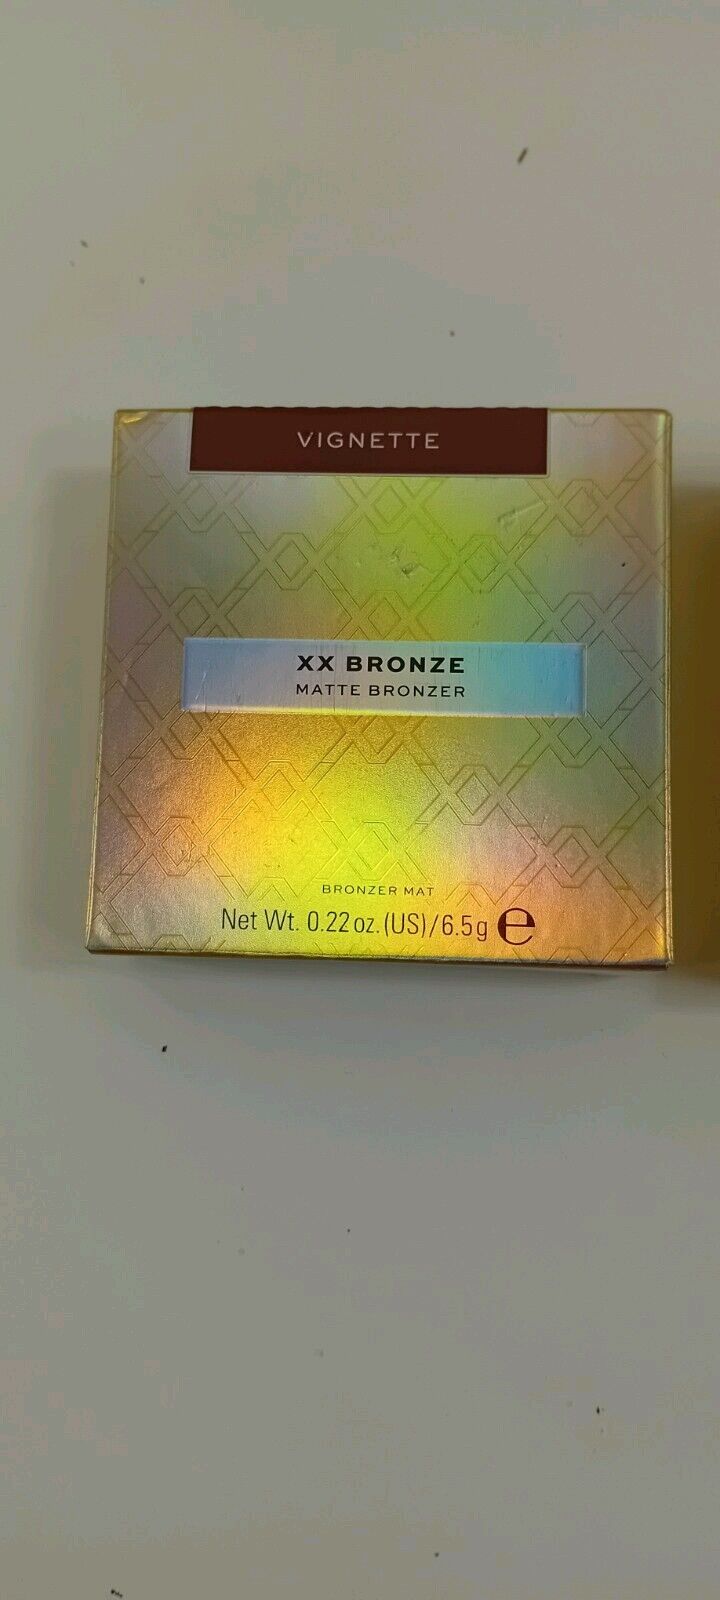 VIGNETTE
XX BRONZE
MATTE BRONZER
BRONZER MAT
Net Wt. 0.22 oz. (US)/6.5g e